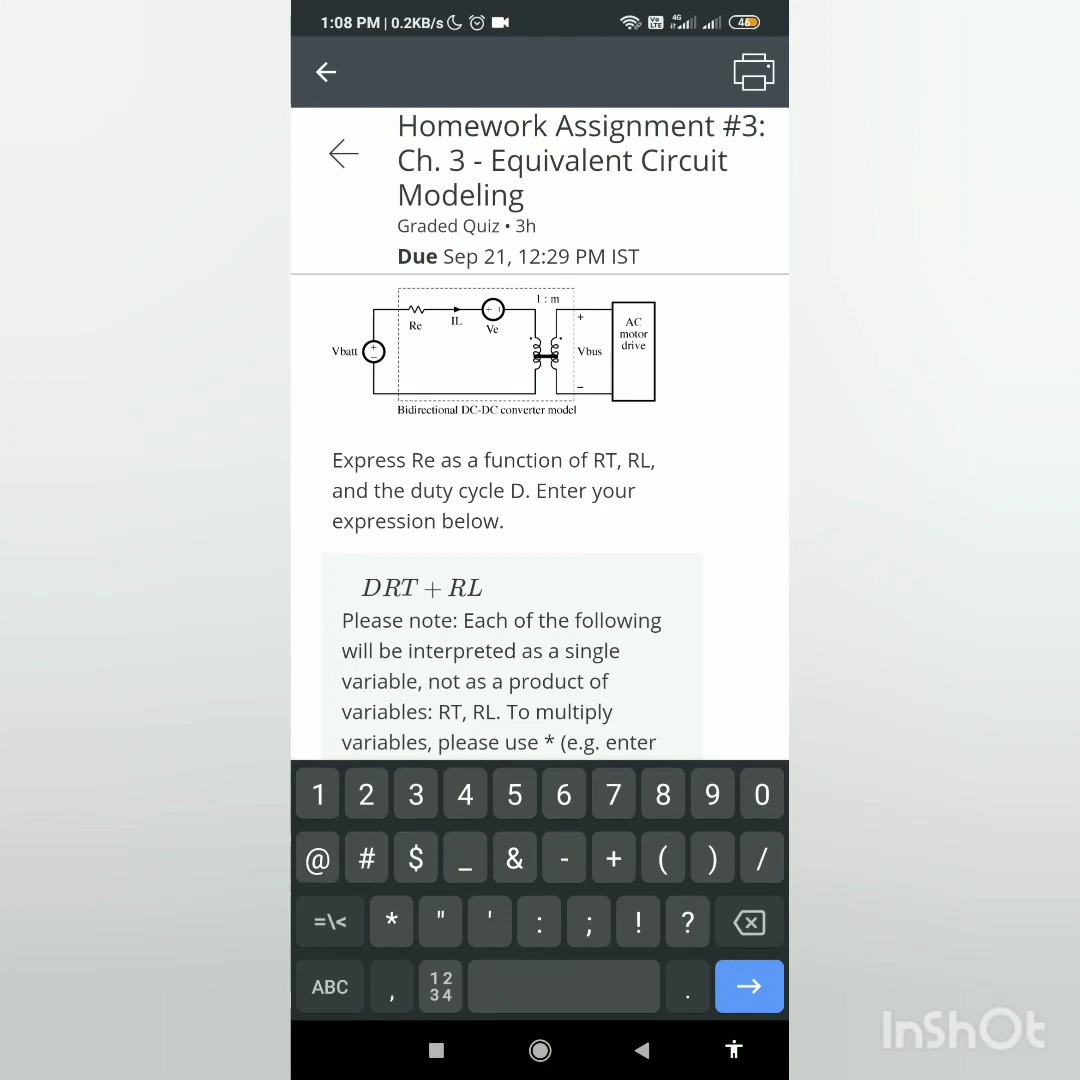 1:08 PM | 0.2KB/s Vo LTE 4G 46
Homework Assignment #3:
Ch. 3 - Equivalent Circuit
Modeling
Graded Quiz • 3h
Due Sep 21, 12:29 PM IST
1 : m
Re IL + - Ve
+
AC
motor
drive
Vbatt + −
Vbus
−
Bidirectional DC-DC converter model
Express Re as a function of RT, RL,
and the duty cycle D. Enter your
expression below.
DRT + RL
Please note: Each of the following
will be interpreted as a single
variable, not as a product of
variables: RT, RL. To multiply
variables, please use * (e.g. enter
1 2 3 4 5 6 7 8 9 0
@ # $ _ & - + ( ) /
=\< * " ' : ; ! ?
ABC , 12 34 .
InShOt